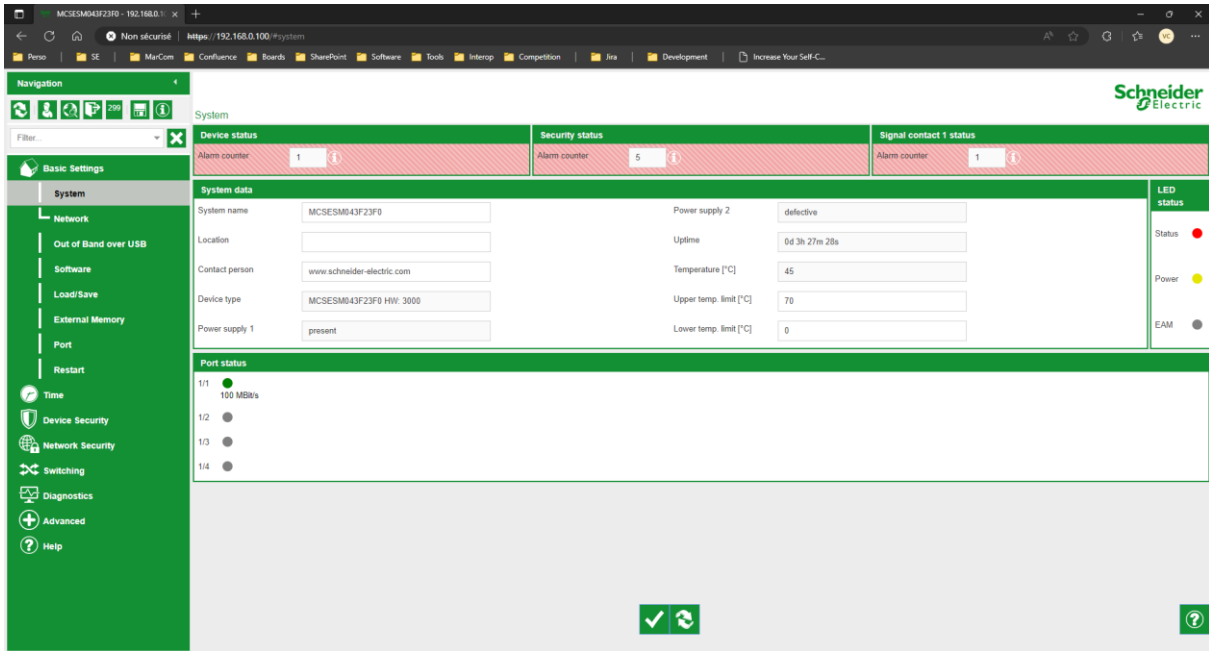 MCSESM043F23F0 - 192.168.0.1
Non sécurisé https://192.168.0.100/#system
Perso SE MarCom Confluence Boards SharePoint Software Tools Interop Competition Jira Development Increase Your Self-C...
VC
Navigation
299
Filter...
Basic Settings
System
Network
Out of Band over USB
Software
Load/Save
External Memory
Port
Restart
Time
Device Security
Network Security
Switching
Diagnostics
Advanced
Help
Schneider
Electric
System
Device status
Alarm counter 1
Security status
Alarm counter 5
Signal contact 1 status
Alarm counter 1
System data
System name MCSESM043F23F0
Location
Contact person www.schneider-electric.com
Device type MCSESM043F23F0 HW: 3000
Power supply 1 present
Power supply 2 defective
Uptime 0d 3h 27m 28s
Temperature [°C] 45
Upper temp. limit [°C] 70
Lower temp. limit [°C] 0
LED
status
Status
Power
EAM
Port status
1/1
100 MBit/s
1/2
1/3
1/4